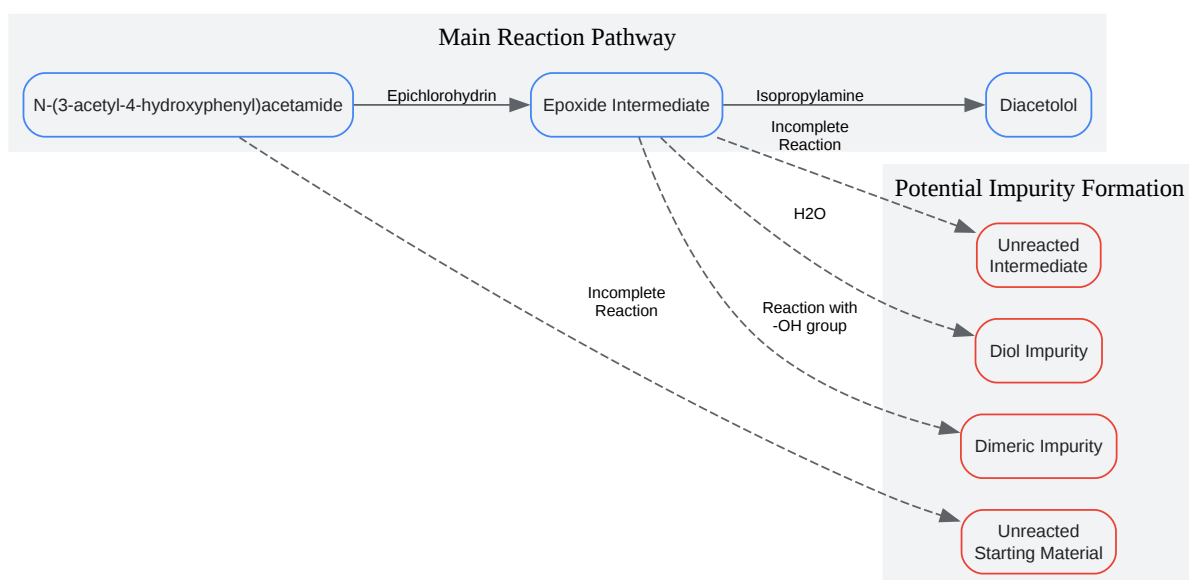 Main Reaction Pathway
N-(3-acetyl-4-hydroxyphenyl)acetamide
Epichlorohydrin
Epoxide Intermediate
Isopropylamine
Diacetolol
Incomplete
Reaction
Potential Impurity Formation
H2O
Unreacted
Intermediate
Incomplete
Reaction
Reaction with
-OH group
Diol Impurity
Dimeric Impurity
Unreacted
Starting Material